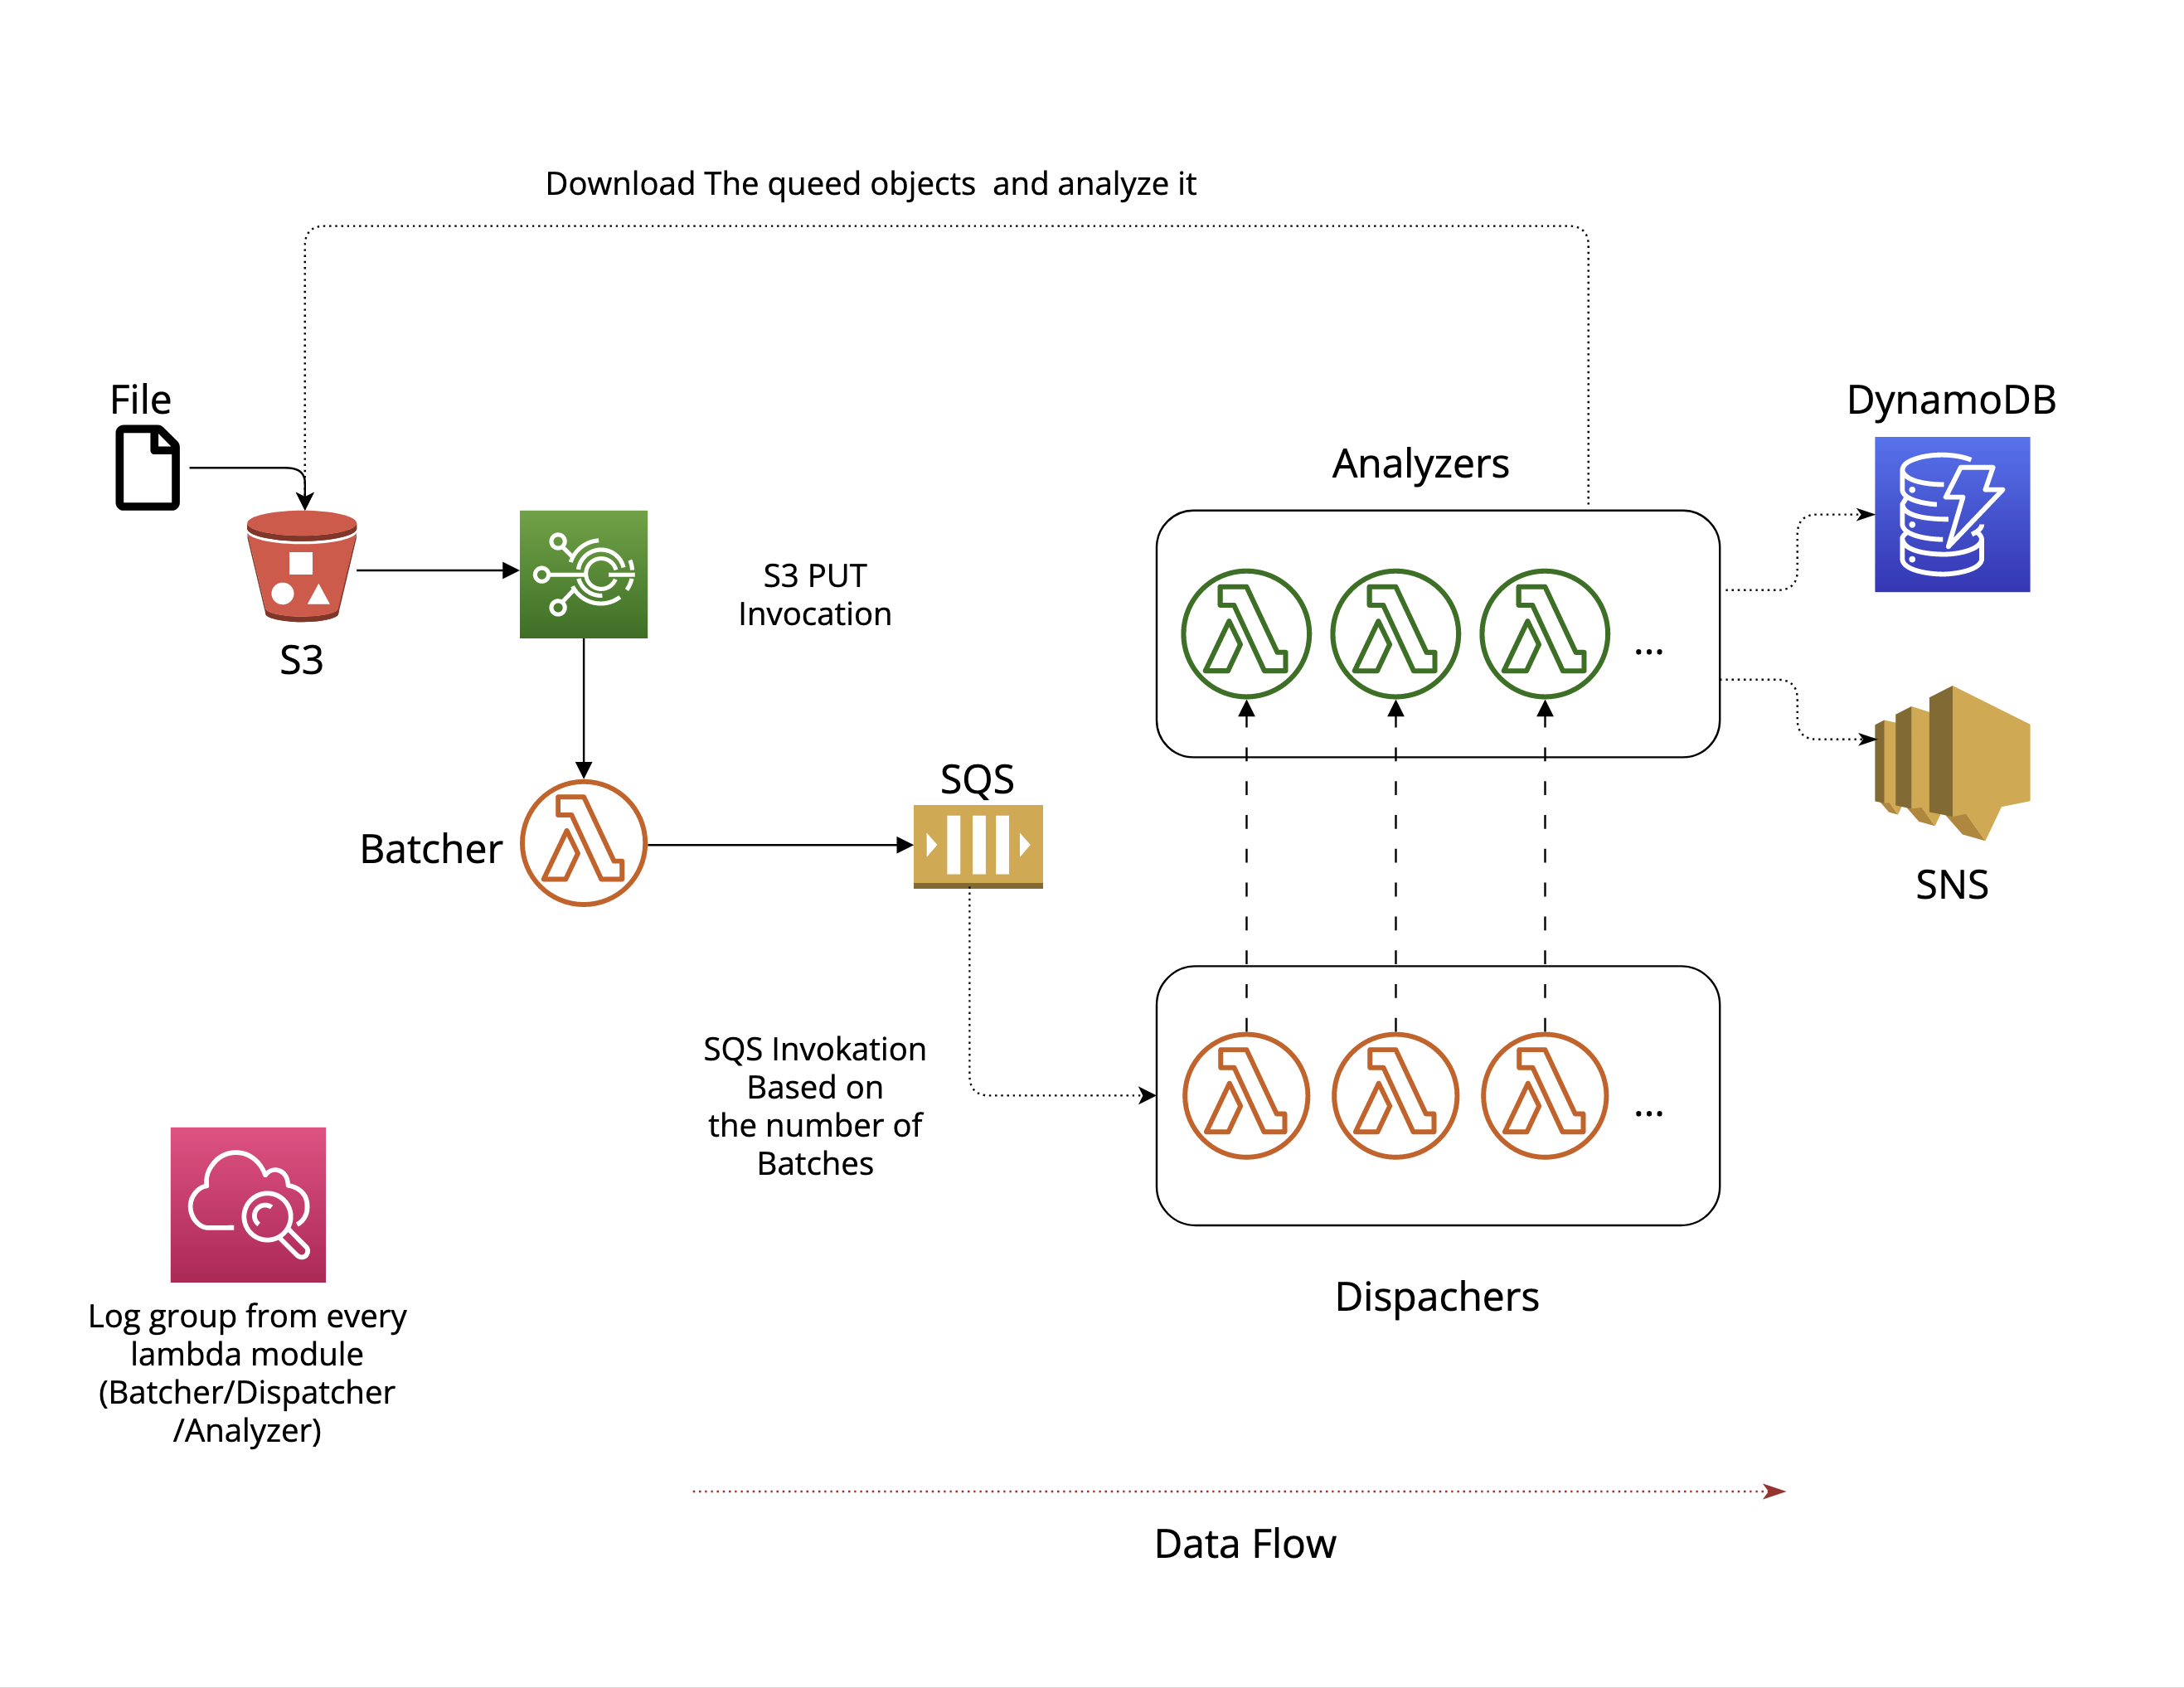 Download The queed objects  and analyze it
File
DynamoDB
Analyzers
S3 PUT
Invocation
...
S3
SQS
Batcher
SNS
SQS Invokation
Based on
the number of
Batches
...
Dispachers
Log group from every
lambda module
(Batcher/Dispatcher
/Analyzer)
Data Flow